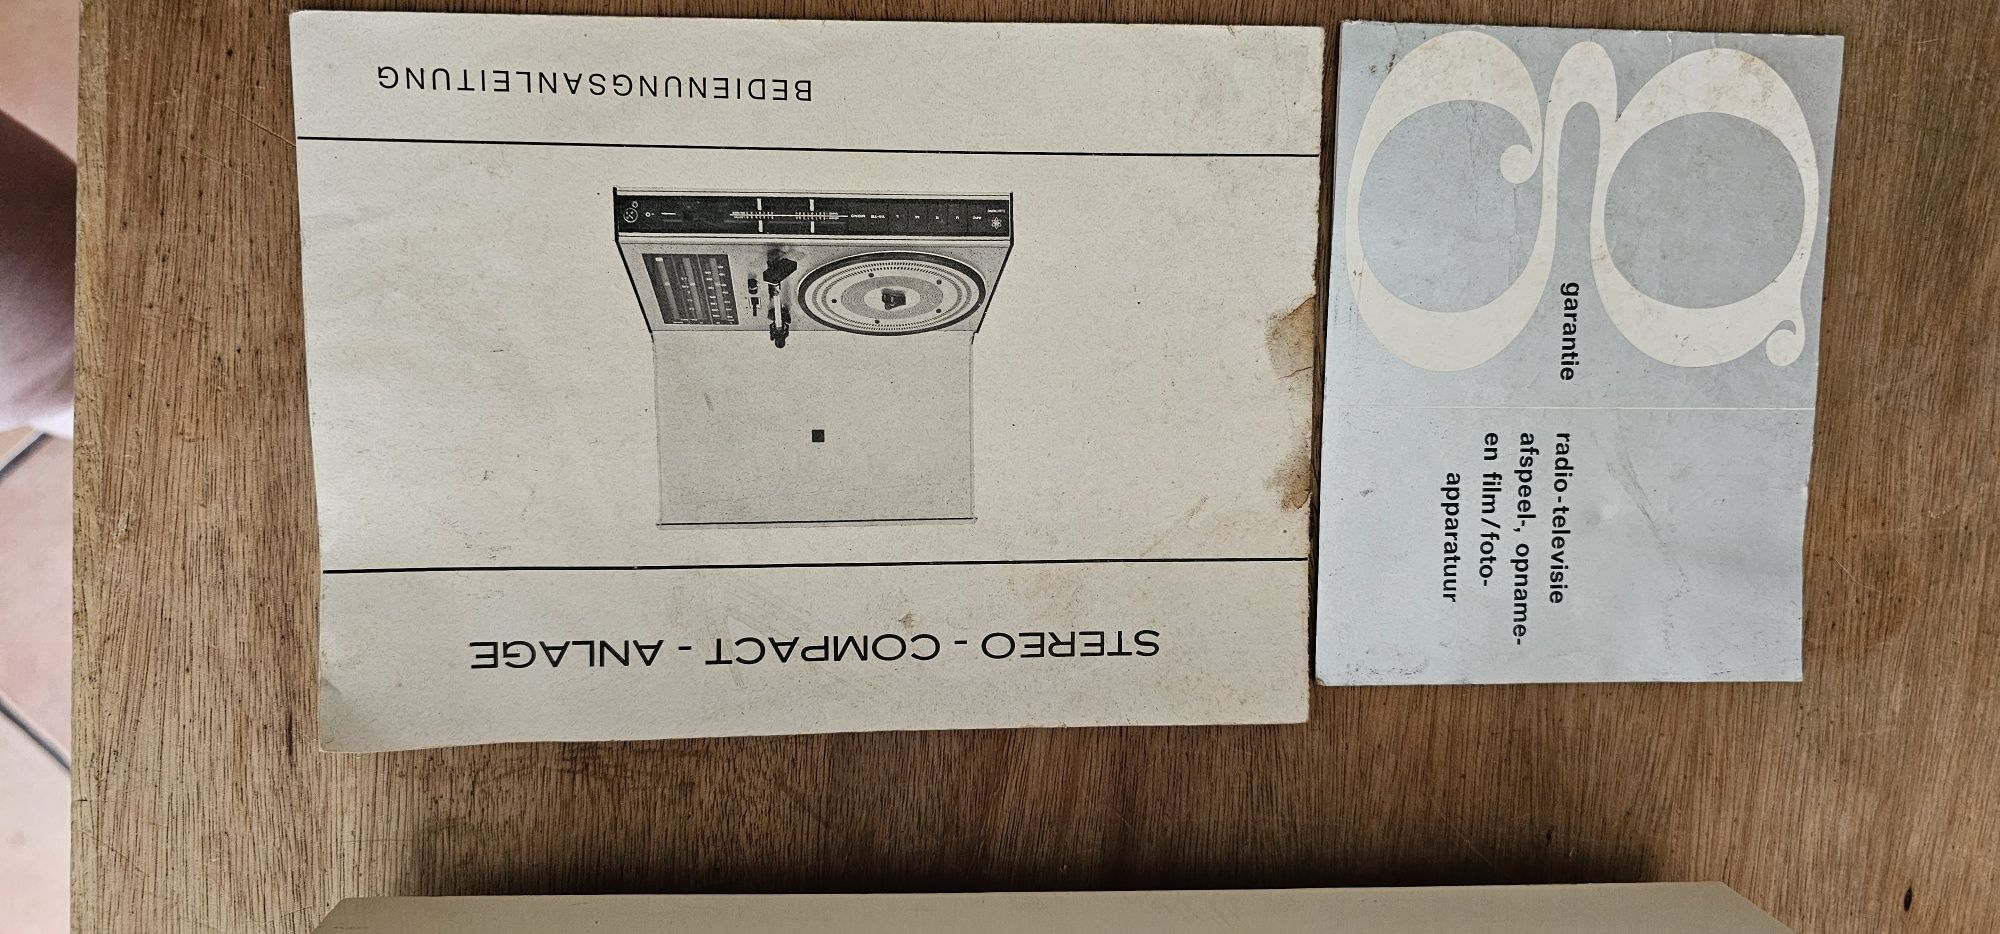 STEREO - COMPACT - ANLAGE
BEDIENUNGSANLEITUNG
garantie
radio-televisie
afspeel-, opname-
en film/foto-
apparatuur